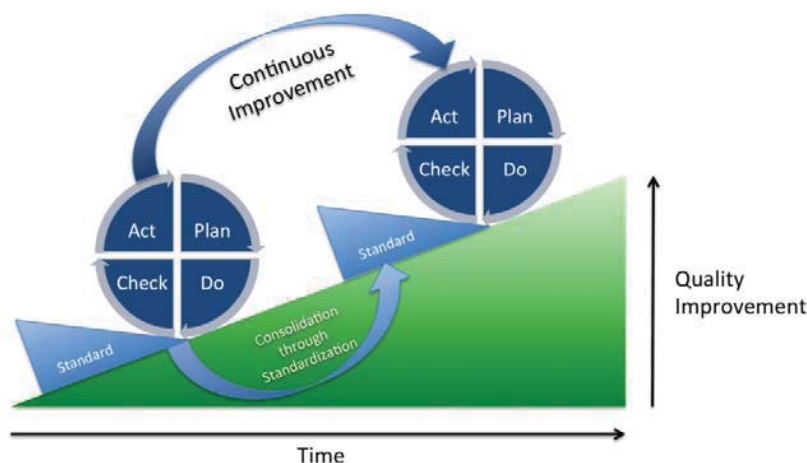 Continuous
Improvement
Act
Plan
Check
Do
Act
Plan
Check
Do
Standard
Standard
Consolidation
through
Standardization
Quality
Improvement
Time